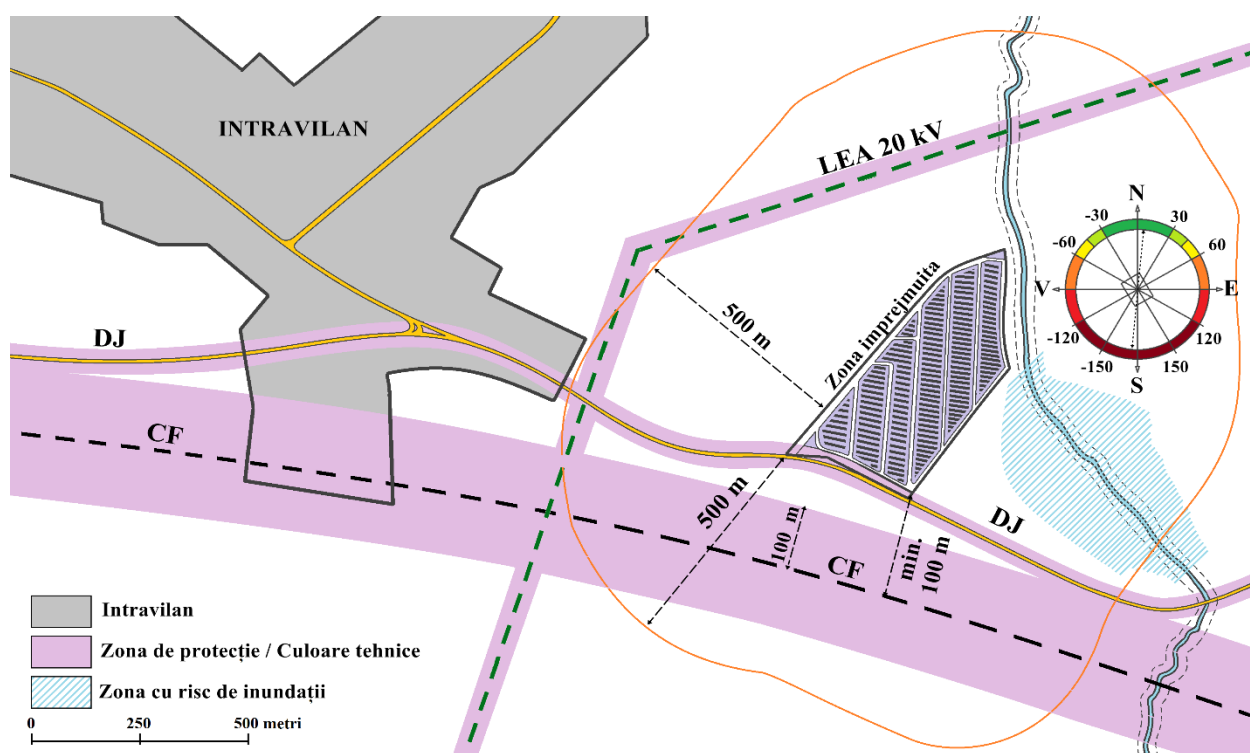 INTRAVILAN
LEA 20 kV
N
-30
30
-60
60
V
E
-120
120
-150
150
S
500 m
Zona imprejmuita
DJ
CF
500 m
100 m
CF
min.
100 m
DJ
Intravilan
Zona de protecție / Culoare tehnice
Zona cu risc de inundații
0 250 500 metri